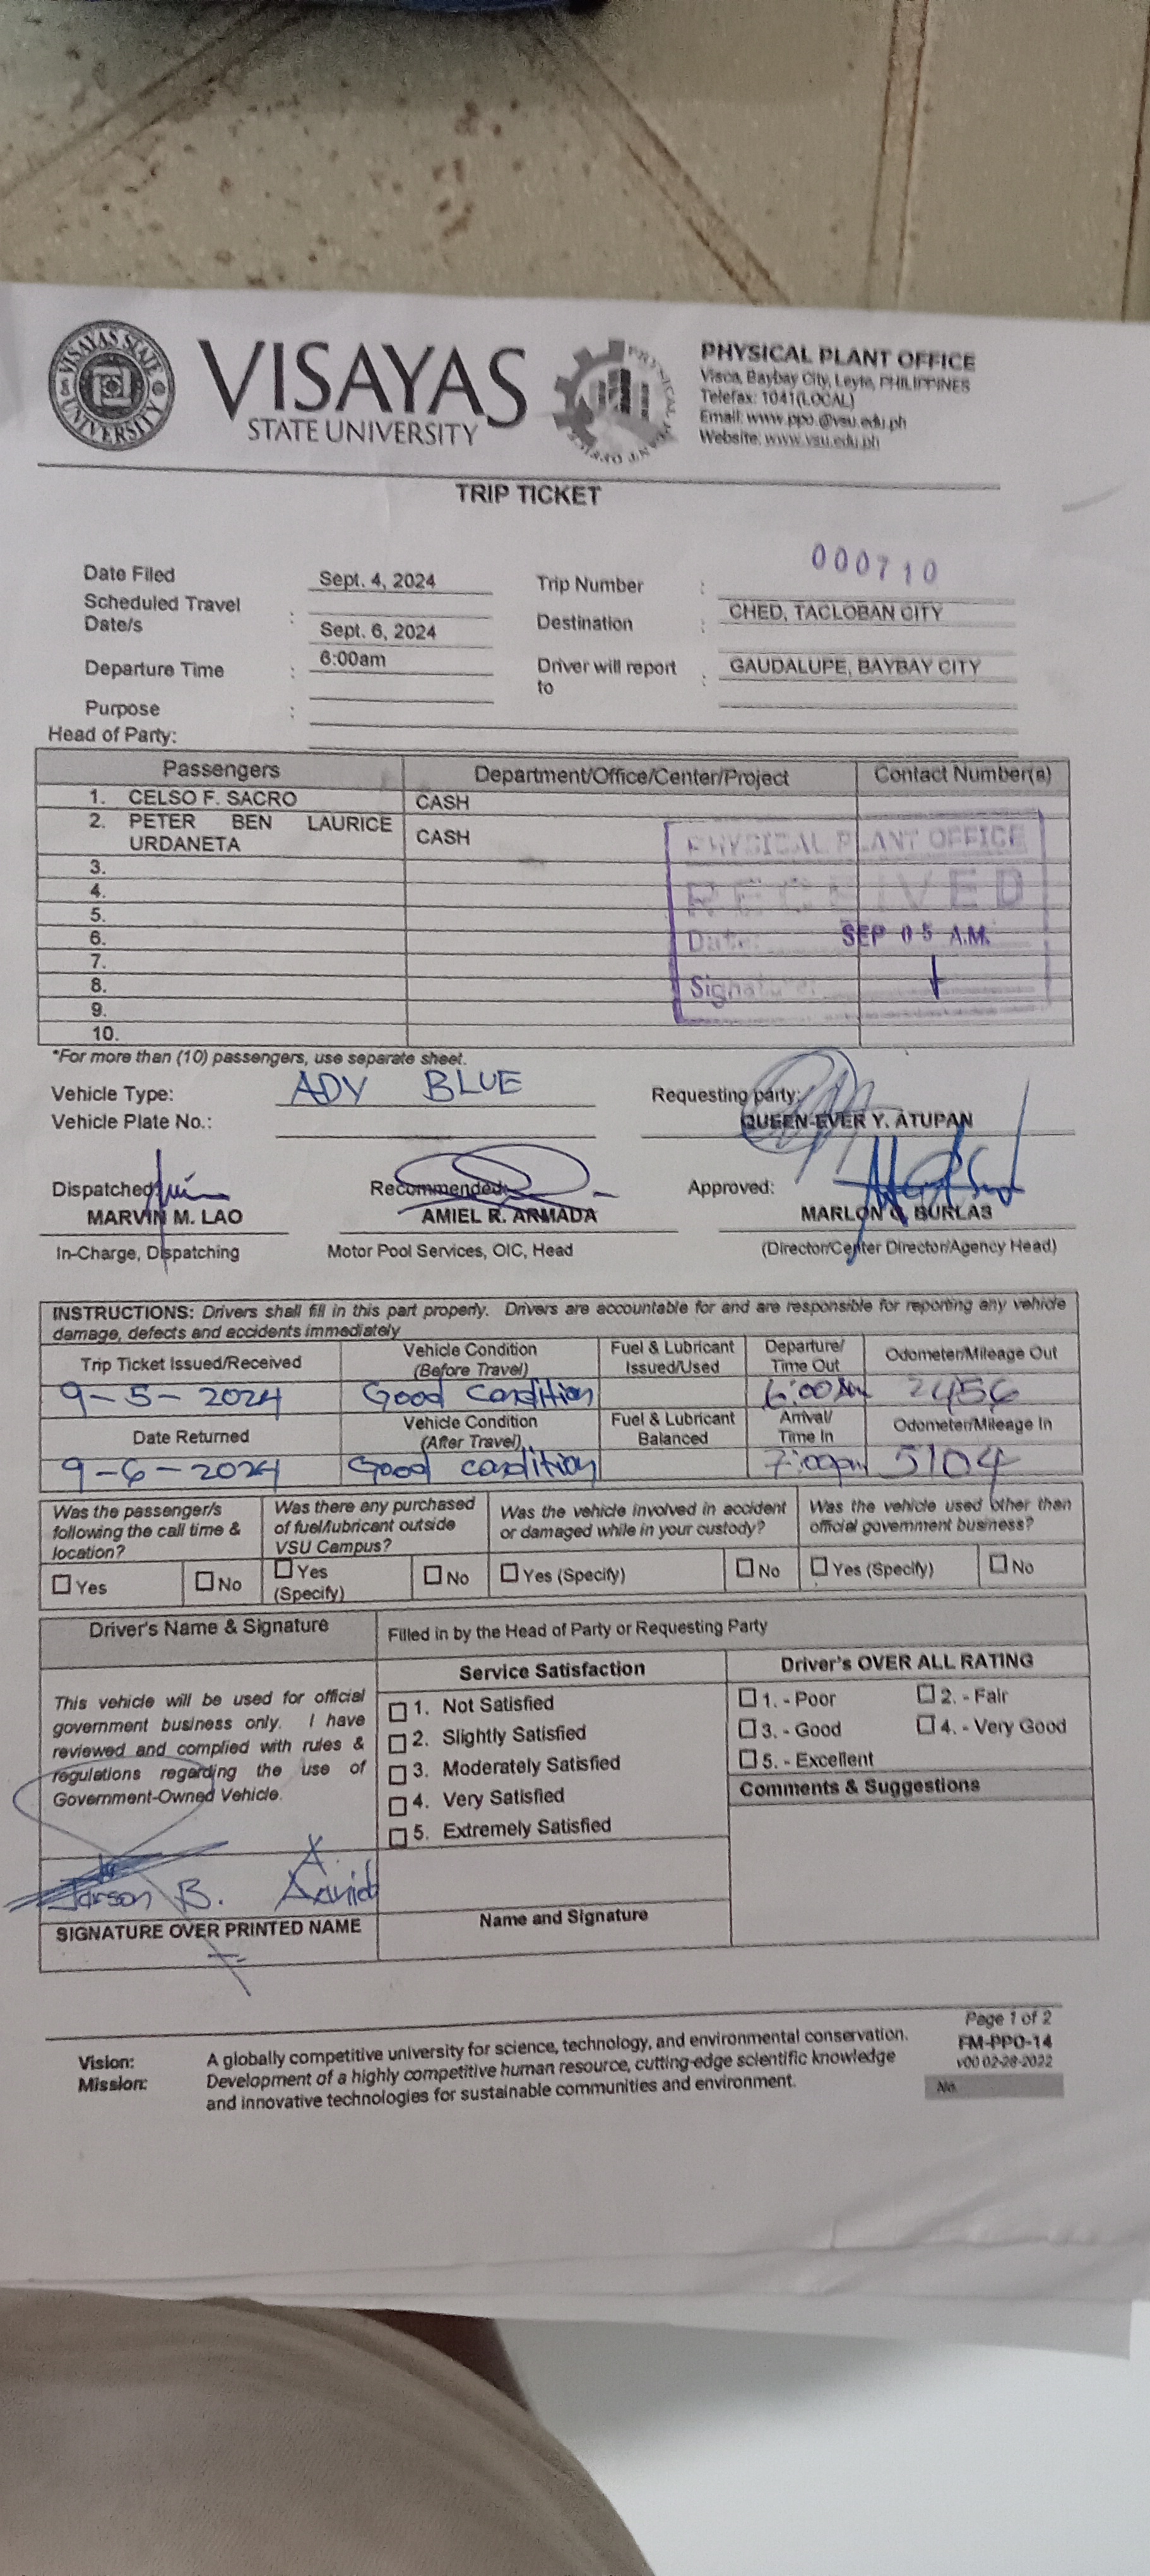 VISAYAS STATE UNIVERSITY
VISAYAS
STATE UNIVERSITY
PHYSICAL PLANT OFFICE
Visca, Baybay City, Leyte, PHILIPPINES
Telefax: 1041(LOCAL)
Email: www.ppo.@vsu.edu.ph
Website: www.vsu.edu.ph
TRIP TICKET
000710
Date Filed Sept. 4, 2024 Trip Number :
Scheduled Travel Date/s : Sept. 6, 2024 Destination : CHED, TACLOBAN CITY
Departure Time : 6:00am Driver will report to : GAUDALUPE, BAYBAY CITY
Purpose :
Head of Party:
Passengers Department/Office/Center/Project Contact Number(s)
1. CELSO F. SACRO CASH
2. PETER BEN LAURICE URDANETA CASH
3.
4.
5.
6.
7.
8.
9.
10.
PHYSICAL PLANT OFFICE
RECEIVED
Date: SEP 05 A.M.
Signature:
*For more than (10) passengers, use separate sheet.
Vehicle Type: ADV BLUE Requesting party:
Vehicle Plate No.: QUEEN-EVER Y. ATUPAN
Dispatched Recommended: Approved:
MARVIN M. LAO AMIEL R. ARMADA MARLON G. BURLAS
In-Charge, Dispatching Motor Pool Services, OIC, Head (Director/Center Director/Agency Head)
INSTRUCTIONS: Drivers shall fill in this part properly. Drivers are accountable for and are responsible for reporting any vehicle
damage, defects and accidents immediately
Trip Ticket Issued/Received Vehicle Condition (Before Travel) Fuel & Lubricant Issued/Used Departure/ Time Out Odometer/Mileage Out
9-5-2024 Good condition 6:00am 2456
Date Returned Vehicle Condition (After Travel) Fuel & Lubricant Balanced Arrival/ Time In Odometer/Mileage In
9-6-2024 Good condition 7:00pm 5104
Was the passenger/s following the call time & location? Was there any purchased of fuel/lubricant outside VSU Campus? Was the vehicle involved in accident or damaged while in your custody? Was the vehicle used other than official government business?
Yes No Yes (Specify) No Yes (Specify) No Yes (Specify) No
Driver's Name & Signature Filled in by the Head of Party or Requesting Party
Service Satisfaction Driver's OVER ALL RATING
This vehicle will be used for official
government business only. I have
reviewed and complied with rules &
regulations regarding the use of
Government-Owned Vehicle.
1. Not Satisfied
2. Slightly Satisfied
3. Moderately Satisfied
4. Very Satisfied
5. Extremely Satisfied
1. - Poor 2. - Fair
3. - Good 4. - Very Good
5. - Excellent
Comments & Suggestions
B.
SIGNATURE OVER PRINTED NAME Name and Signature
Page 1 of 2
FM-PPO-14
v00 02-28-2022
No.
Vision: A globally competitive university for science, technology, and environmental conservation.
Mission: Development of a highly competitive human resource, cutting-edge scientific knowledge
and innovative technologies for sustainable communities and environment.